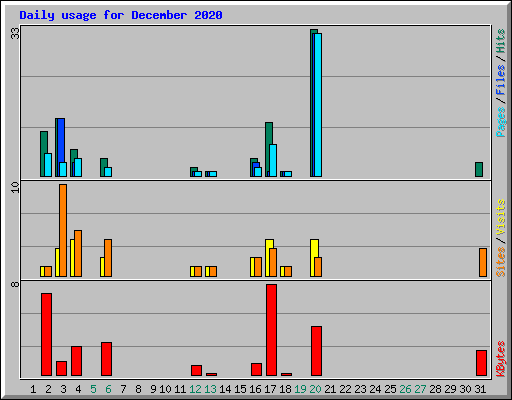 Daily usage for December 2020
33
Pages/Files/Hits
10
Sites/Visits
8
KBytes
1 2 3 4 5 6 7 8 9 10 11 12 13 14 15 16 17 18 19 20 21 22 23 24 25 26 27 28 29 30 31